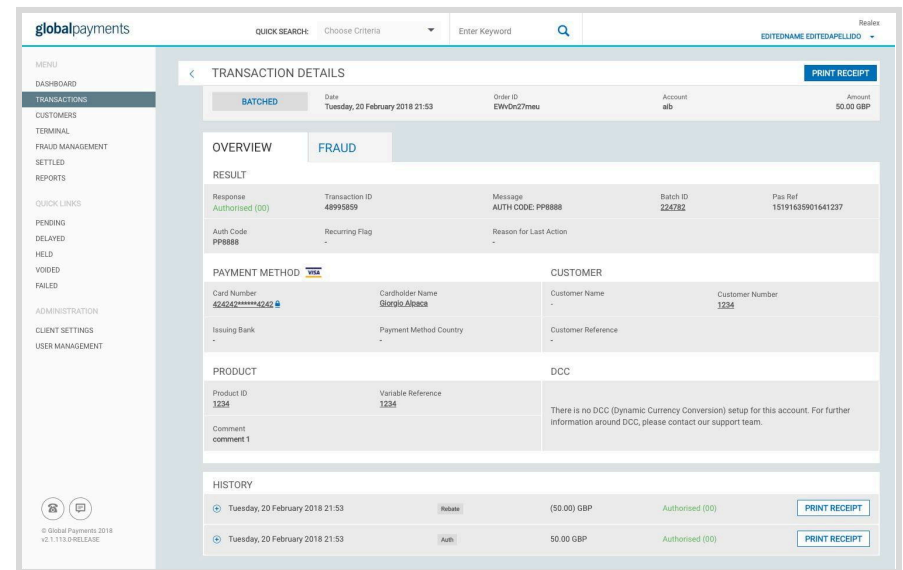 globalpayments
QUICK SEARCH: Choose Criteria Enter Keyword
Realex
EDITEDNAME EDITEDAPELLIDO
MENU
DASHBOARD
TRANSACTIONS
CUSTOMERS
TERMINAL
FRAUD MANAGEMENT
SETTLED
REPORTS
QUICK LINKS
PENDING
DELAYED
HELD
VOIDED
FAILED
ADMINISTRATION
CLIENT SETTINGS
USER MANAGEMENT
© Global Payments 2018
v2.1.113.0-RELEASE
TRANSACTION DETAILS PRINT RECEIPT
BATCHED
Date Order ID Account Amount
Tuesday, 20 February 2018 21:53 EWvDn27meu aib 50.00 GBP
OVERVIEW FRAUD
RESULT
Response Transaction ID Message Batch ID Pas Ref
Authorised (00) 48995859 AUTH CODE: PP8888 224782 15191635901641237
Auth Code Recurring Flag Reason for Last Action
PP8888 - -
PAYMENT METHOD VISA CUSTOMER
Card Number Cardholder Name Customer Name Customer Number
424242******4242 Giorgio Alpaca - 1234
Issuing Bank Payment Method Country Customer Reference
- - -
PRODUCT DCC
Product ID Variable Reference
1234 1234
Comment
comment 1
There is no DCC (Dynamic Currency Conversion) setup for this account. For further
information around DCC, please contact our support team.
HISTORY
Tuesday, 20 February 2018 21:53 Rebate (50.00) GBP Authorised (00) PRINT RECEIPT
Tuesday, 20 February 2018 21:53 Auth 50.00 GBP Authorised (00) PRINT RECEIPT